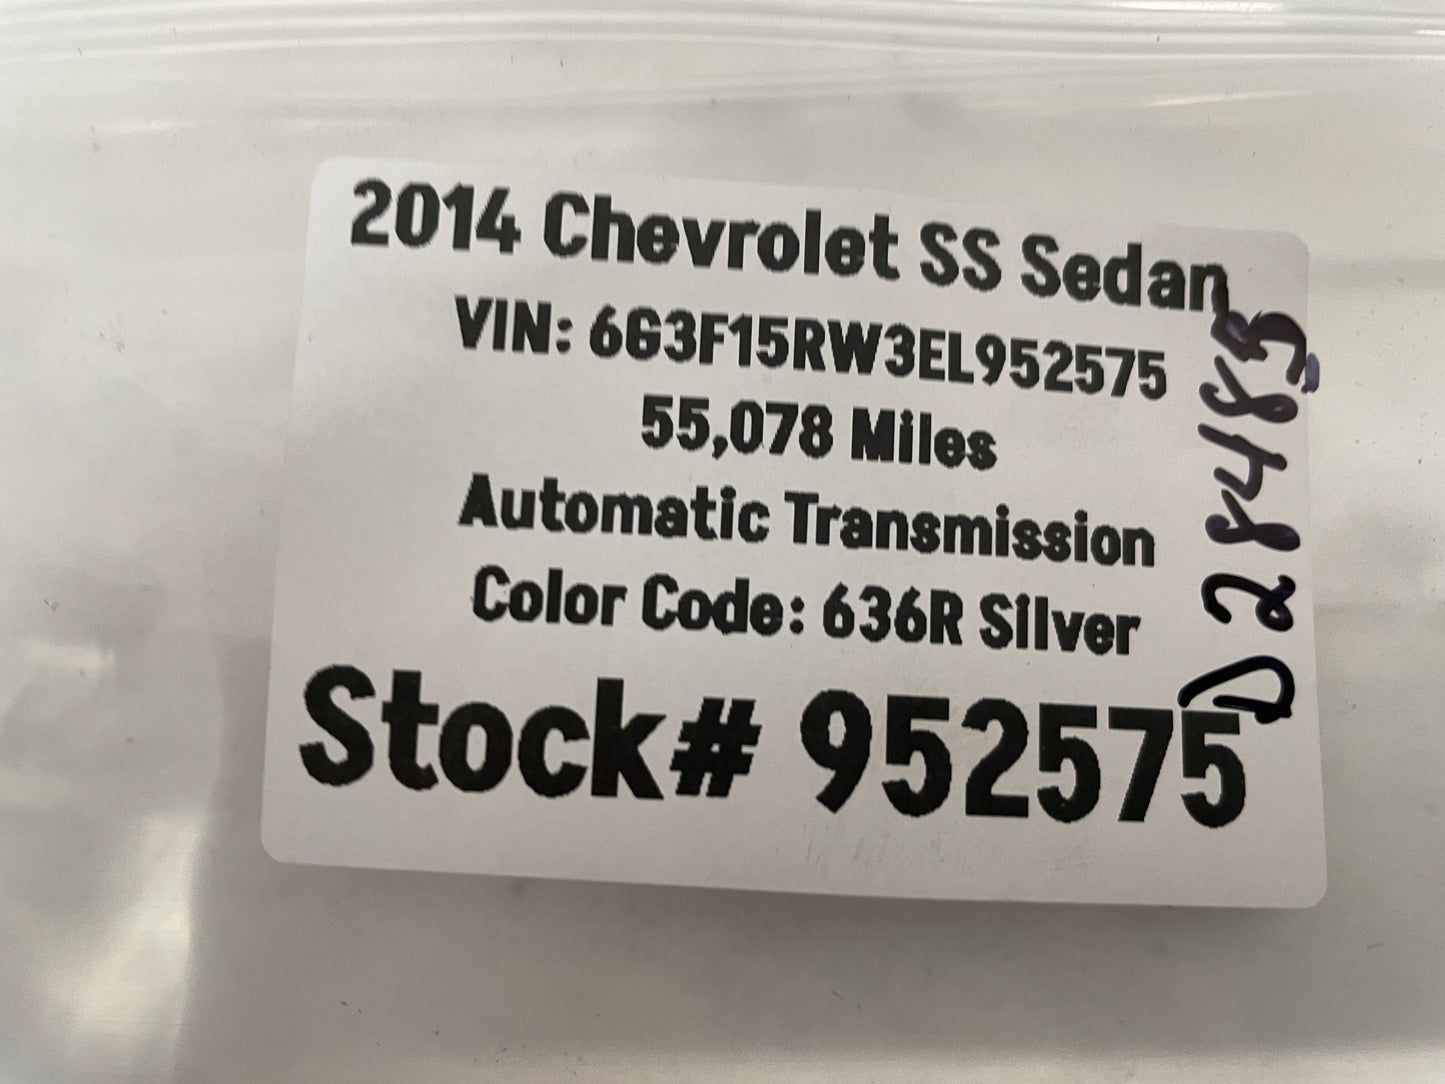 2014 Chevrolet SS Sedan
VIN: 6G3F15RW3EL952575
55,078 Miles
Automatic Transmission
Color Code: 636R Silver
Stock# 952575
D28485